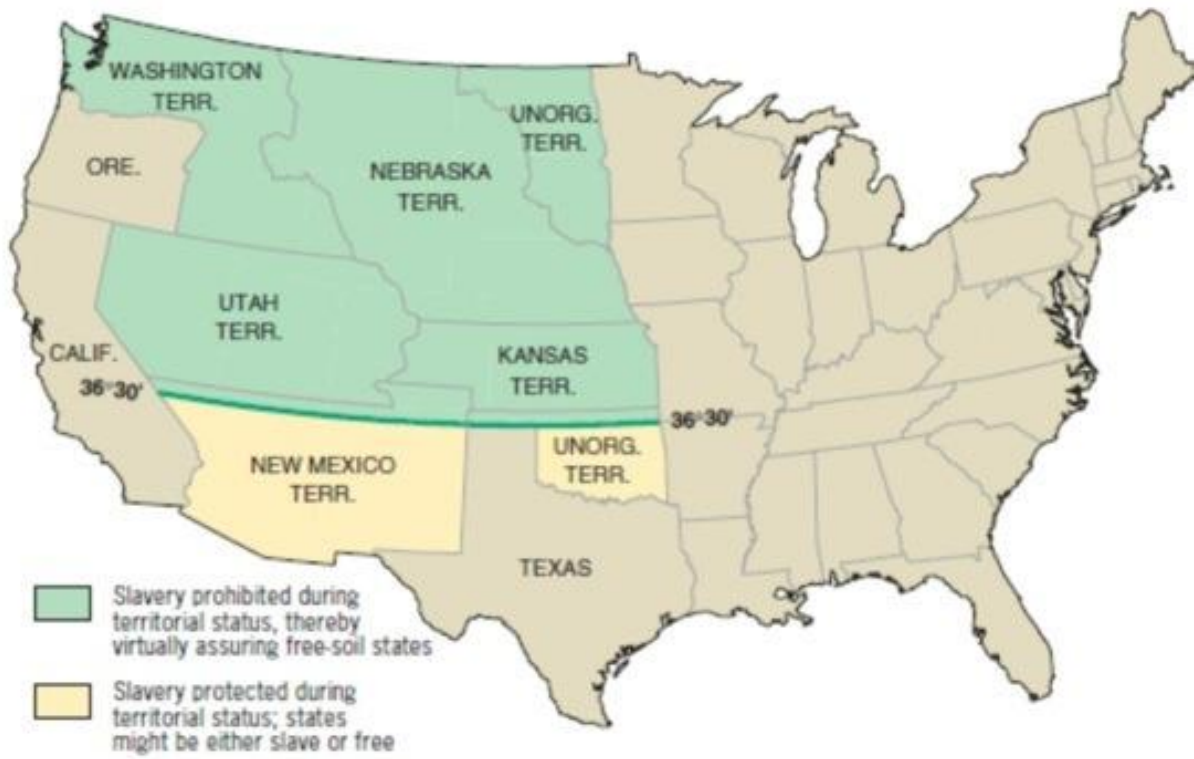 WASHINGTON
TERR.
UNORG.
TERR.
ORE.
NEBRASKA
TERR.
UTAH
TERR.
CALIF.
KANSAS
TERR.
36°30'
36°30'
NEW MEXICO
TERR.
UNORG.
TERR.
TEXAS
Slavery prohibited during
territorial status, thereby
virtually assuring free-soil states
Slavery protected during
territorial status; states
might be either slave or free